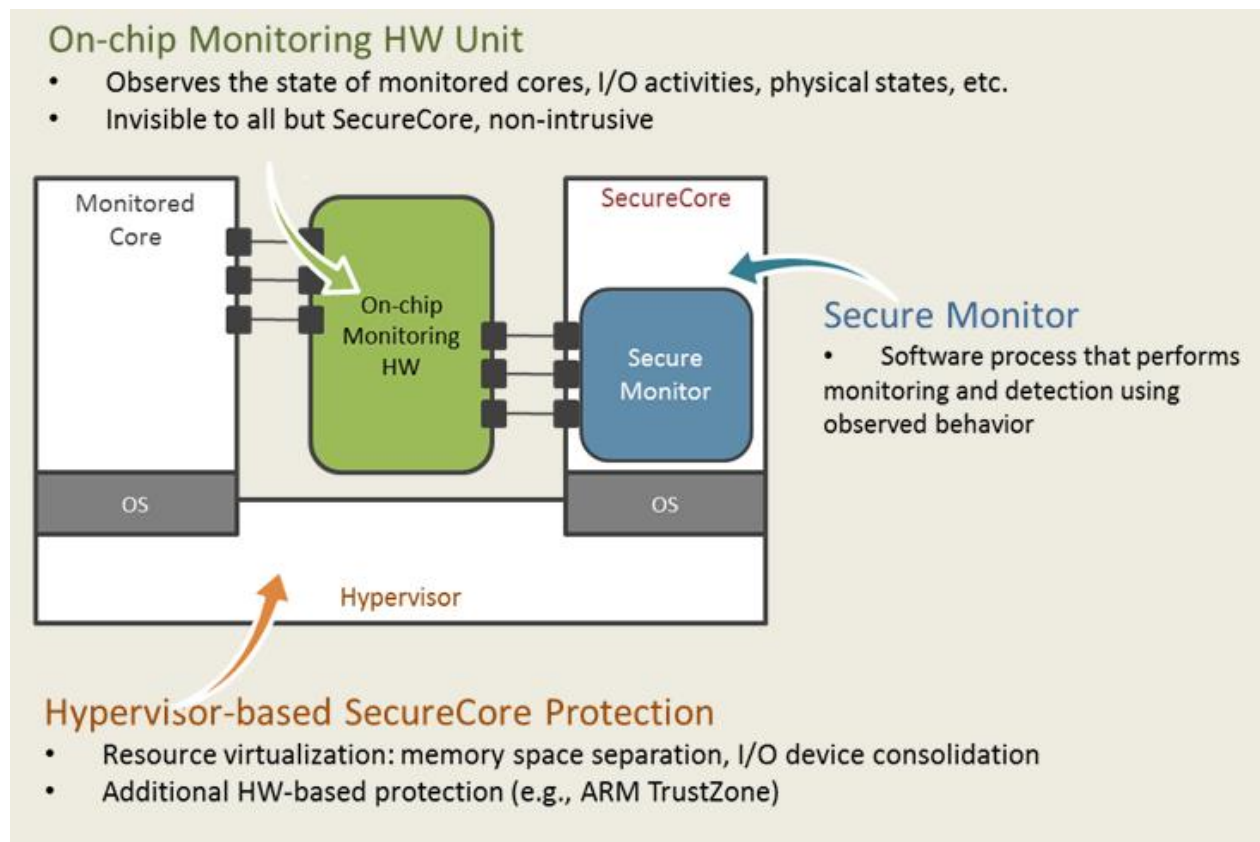 On-chip Monitoring HW Unit
• Observes the state of monitored cores, I/O activities, physical states, etc.
• Invisible to all but SecureCore, non-intrusive
Monitored
Core
On-chip
Monitoring
HW
SecureCore
Secure
Monitor
Secure Monitor
• Software process that performs
monitoring and detection using
observed behavior
OS
OS
Hypervisor
Hypervisor-based SecureCore Protection
• Resource virtualization: memory space separation, I/O device consolidation
• Additional HW-based protection (e.g., ARM TrustZone)